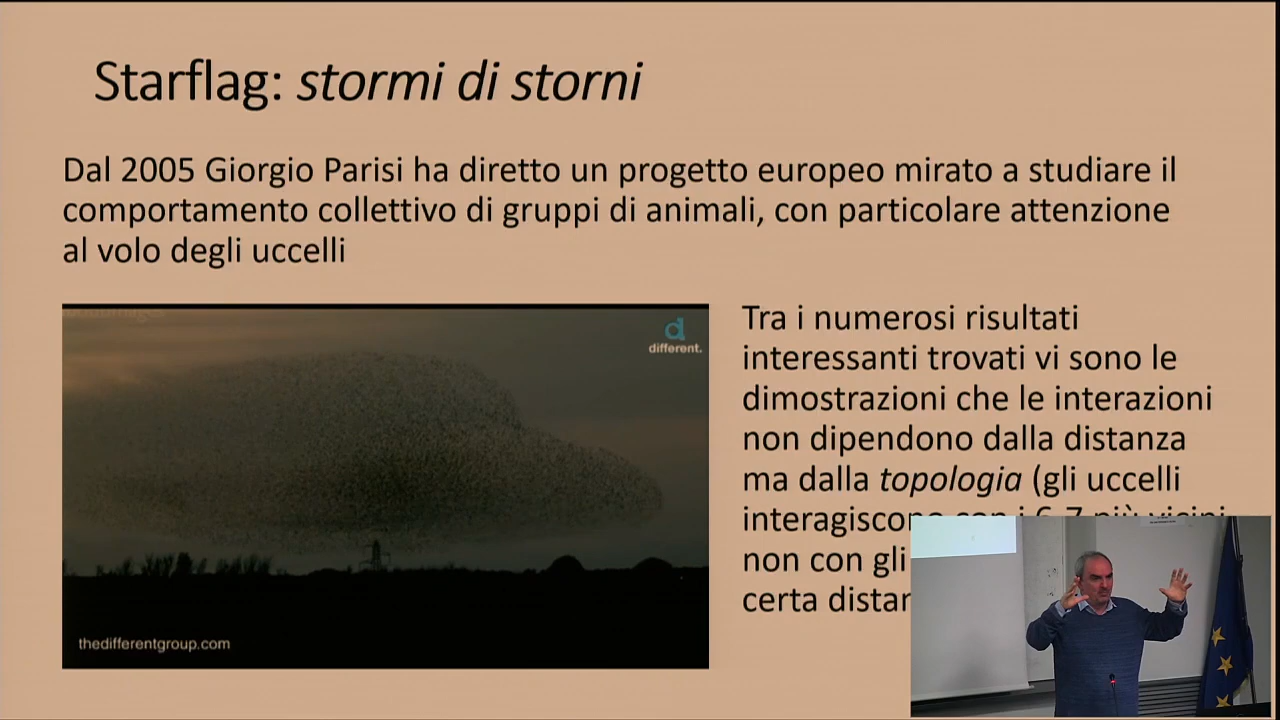 Starflag: stormi di storni
Dal 2005 Giorgio Parisi ha diretto un progetto europeo mirato a studiare il
comportamento collettivo di gruppi di animali, con particolare attenzione
al volo degli uccelli
different.
thedifferentgroup.com
Tra i numerosi risultati
interessanti trovati vi sono le
dimostrazioni che le interazioni
non dipendono dalla distanza
ma dalla topologia (gli uccelli
interagiscono con i 6-7 più vicini
non con gli
certa